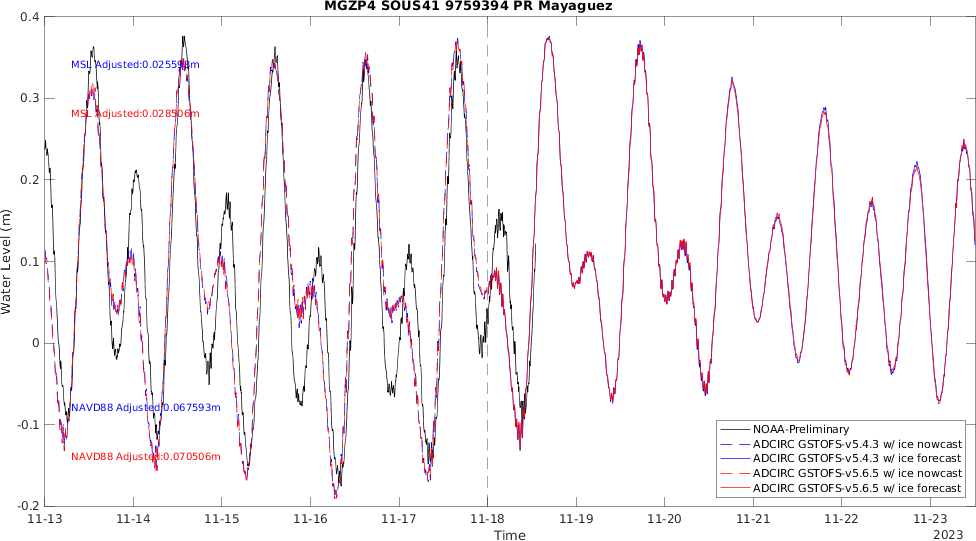 MGZP4 SOUS41 9759394 PR Mayaguez
Water Level (m)
0.4
0.3
0.2
0.1
0
-0.1
-0.2
MSL Adjusted:0.025593m
MSL Adjusted:0.028506m
NAVD88 Adjusted:0.067593m
NAVD88 Adjusted:0.070506m
NOAA-Preliminary
ADCIRC GSTOFS-v5.4.3 w/ ice nowcast
ADCIRC GSTOFS-v5.4.3 w/ ice forecast
ADCIRC GSTOFS-v5.6.5 w/ ice nowcast
ADCIRC GSTOFS-v5.6.5 w/ ice forecast
11-13 11-14 11-15 11-16 11-17 11-18 11-19 11-20 11-21 11-22 11-23
Time
2023